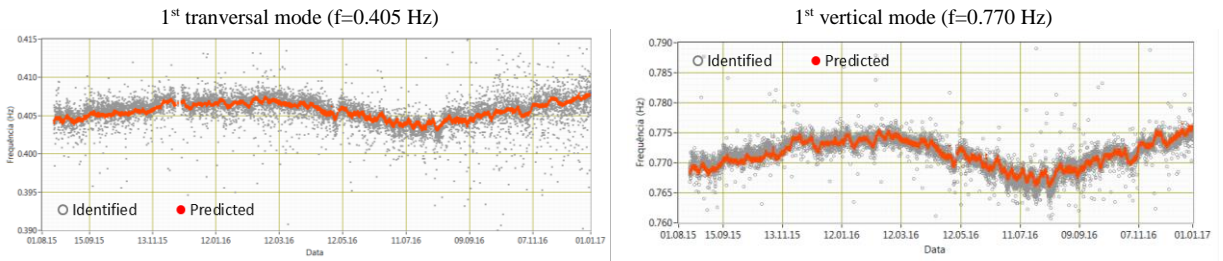 1st tranversal mode (f=0.405 Hz)
0.415
0.410
0.405
0.400
0.395
0.390
Frequência (Hz)
Identified Predicted
01.08.15 15.09.15 13.11.15 12.01.16 12.03.16 12.05.16 11.07.16 09.09.16 07.11.16 01.01.17
Data
1st vertical mode (f=0.770 Hz)
0.790
0.785
0.780
0.775
0.770
0.765
0.760
Frequência (Hz)
Identified Predicted
01.08.15 15.09.15 13.11.15 12.01.16 12.03.16 12.05.16 11.07.16 09.09.16 07.11.16 01.01.17
Data